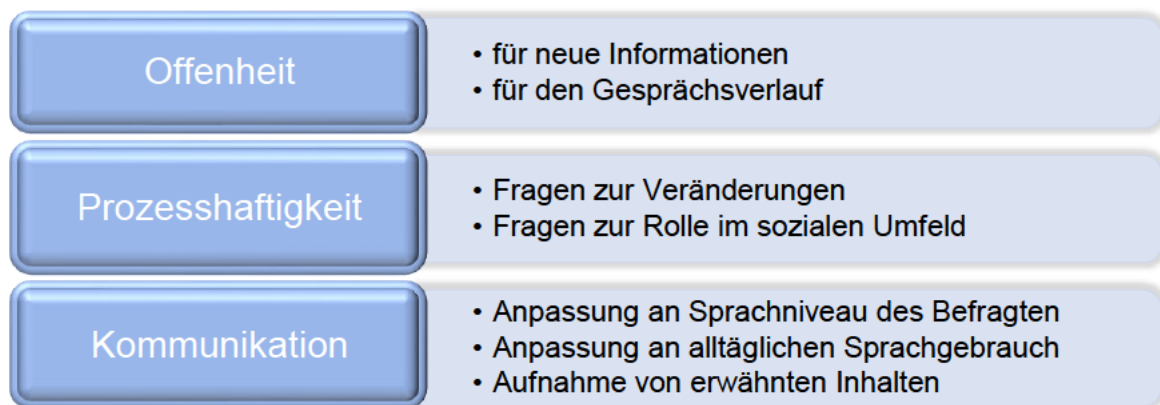 Offenheit
• für neue Informationen
• für den Gesprächsverlauf
Prozesshaftigkeit
• Fragen zur Veränderungen
• Fragen zur Rolle im sozialen Umfeld
Kommunikation
• Anpassung an Sprachniveau des Befragten
• Anpassung an alltäglichen Sprachgebrauch
• Aufnahme von erwähnten Inhalten